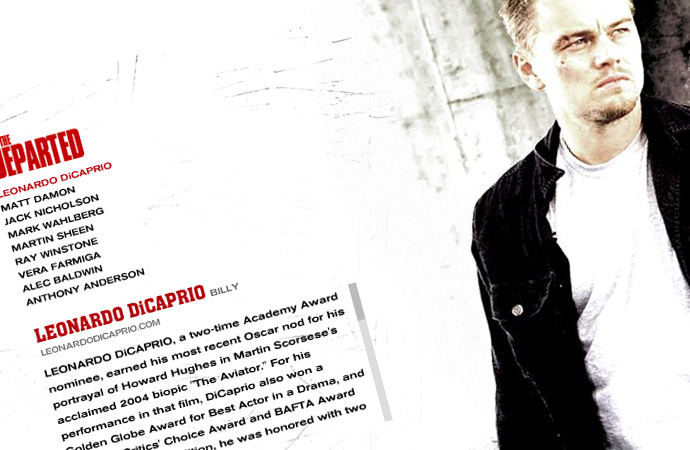 THE
DEPARTED
LEONARDO DiCAPRIO
MATT DAMON
JACK NICHOLSON
MARK WAHLBERG
MARTIN SHEEN
RAY WINSTONE
VERA FARMIGA
ALEC BALDWIN
ANTHONY ANDERSON
LEONARDO DiCAPRIO BILLY
LEONARDODICAPRIO.COM
LEONARDO DiCAPRIO, a two-time Academy Award
nominee, earned his most recent Oscar nod for his
portrayal of Howard Hughes in Martin Scorsese's
acclaimed 2004 biopic "The Aviator." For his
performance in that film, DiCaprio also won a
Golden Globe Award for Best Actor in a Drama, and
Critics' Choice Award and BAFTA Award
he was honored with two